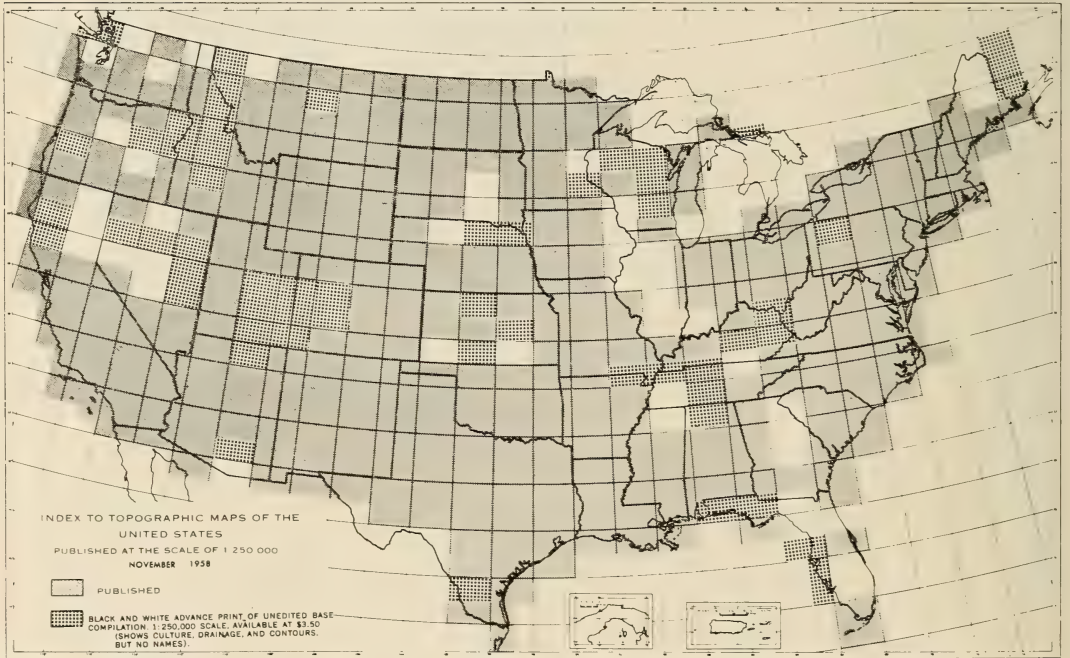 INDEX TO TOPOGRAPHIC MAPS OF THE
UNITED STATES
PUBLISHED AT THE SCALE OF 1:250 000
NOVEMBER 1958
PUBLISHED
BLACK AND WHITE ADVANCE PRINT OF UNEDITED BASE
COMPILATION. 1:250,000 SCALE. AVAILABLE AT $3.50
(SHOWS CULTURE, DRAINAGE, AND CONTOURS,
BUT NO NAMES).